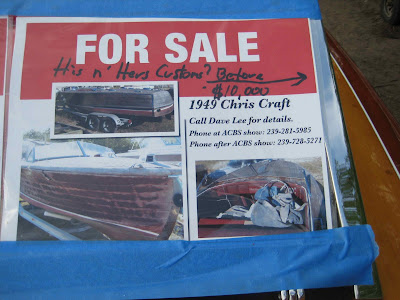 FOR SALE
His n' Hers Customs? Before
$10,000
1949 Chris Craft
Call Dave Lee for details.
Phone at ACBS show: 239-281-5985
Phone after ACBS show: 239-728-5271